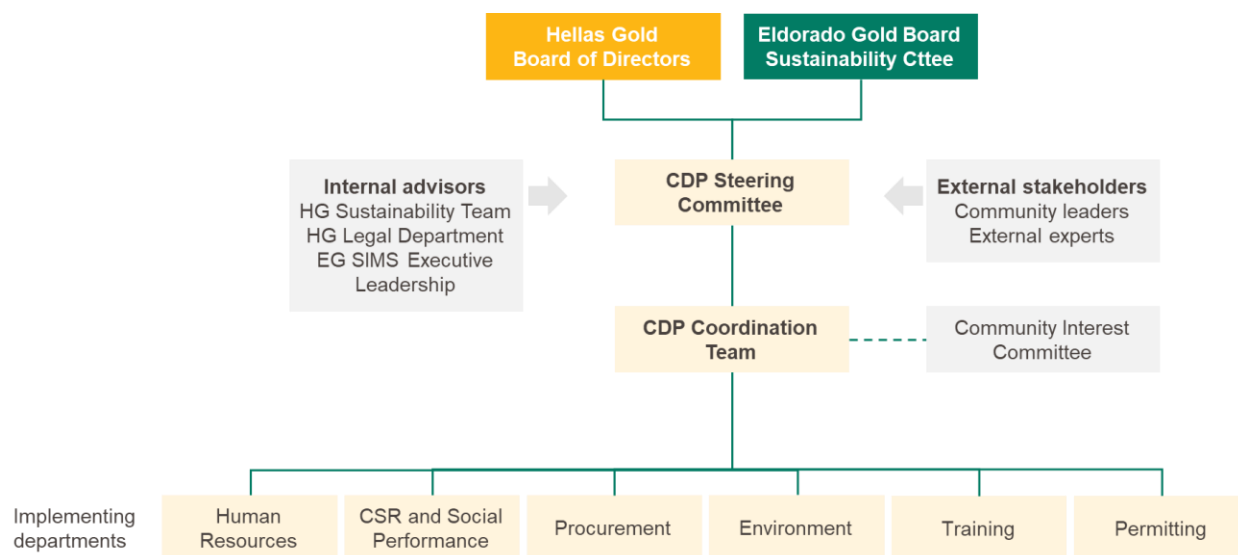 Hellas Gold
Board of Directors
Eldorado Gold Board
Sustainability Cttee
Internal advisors
HG Sustainability Team
HG Legal Department
EG SIMS Executive
Leadership
CDP Steering
Committee
External stakeholders
Community leaders
External experts
CDP Coordination
Team
Community Interest
Committee
Implementing
departments
Human
Resources
CSR and Social
Performance
Procurement
Environment
Training
Permitting